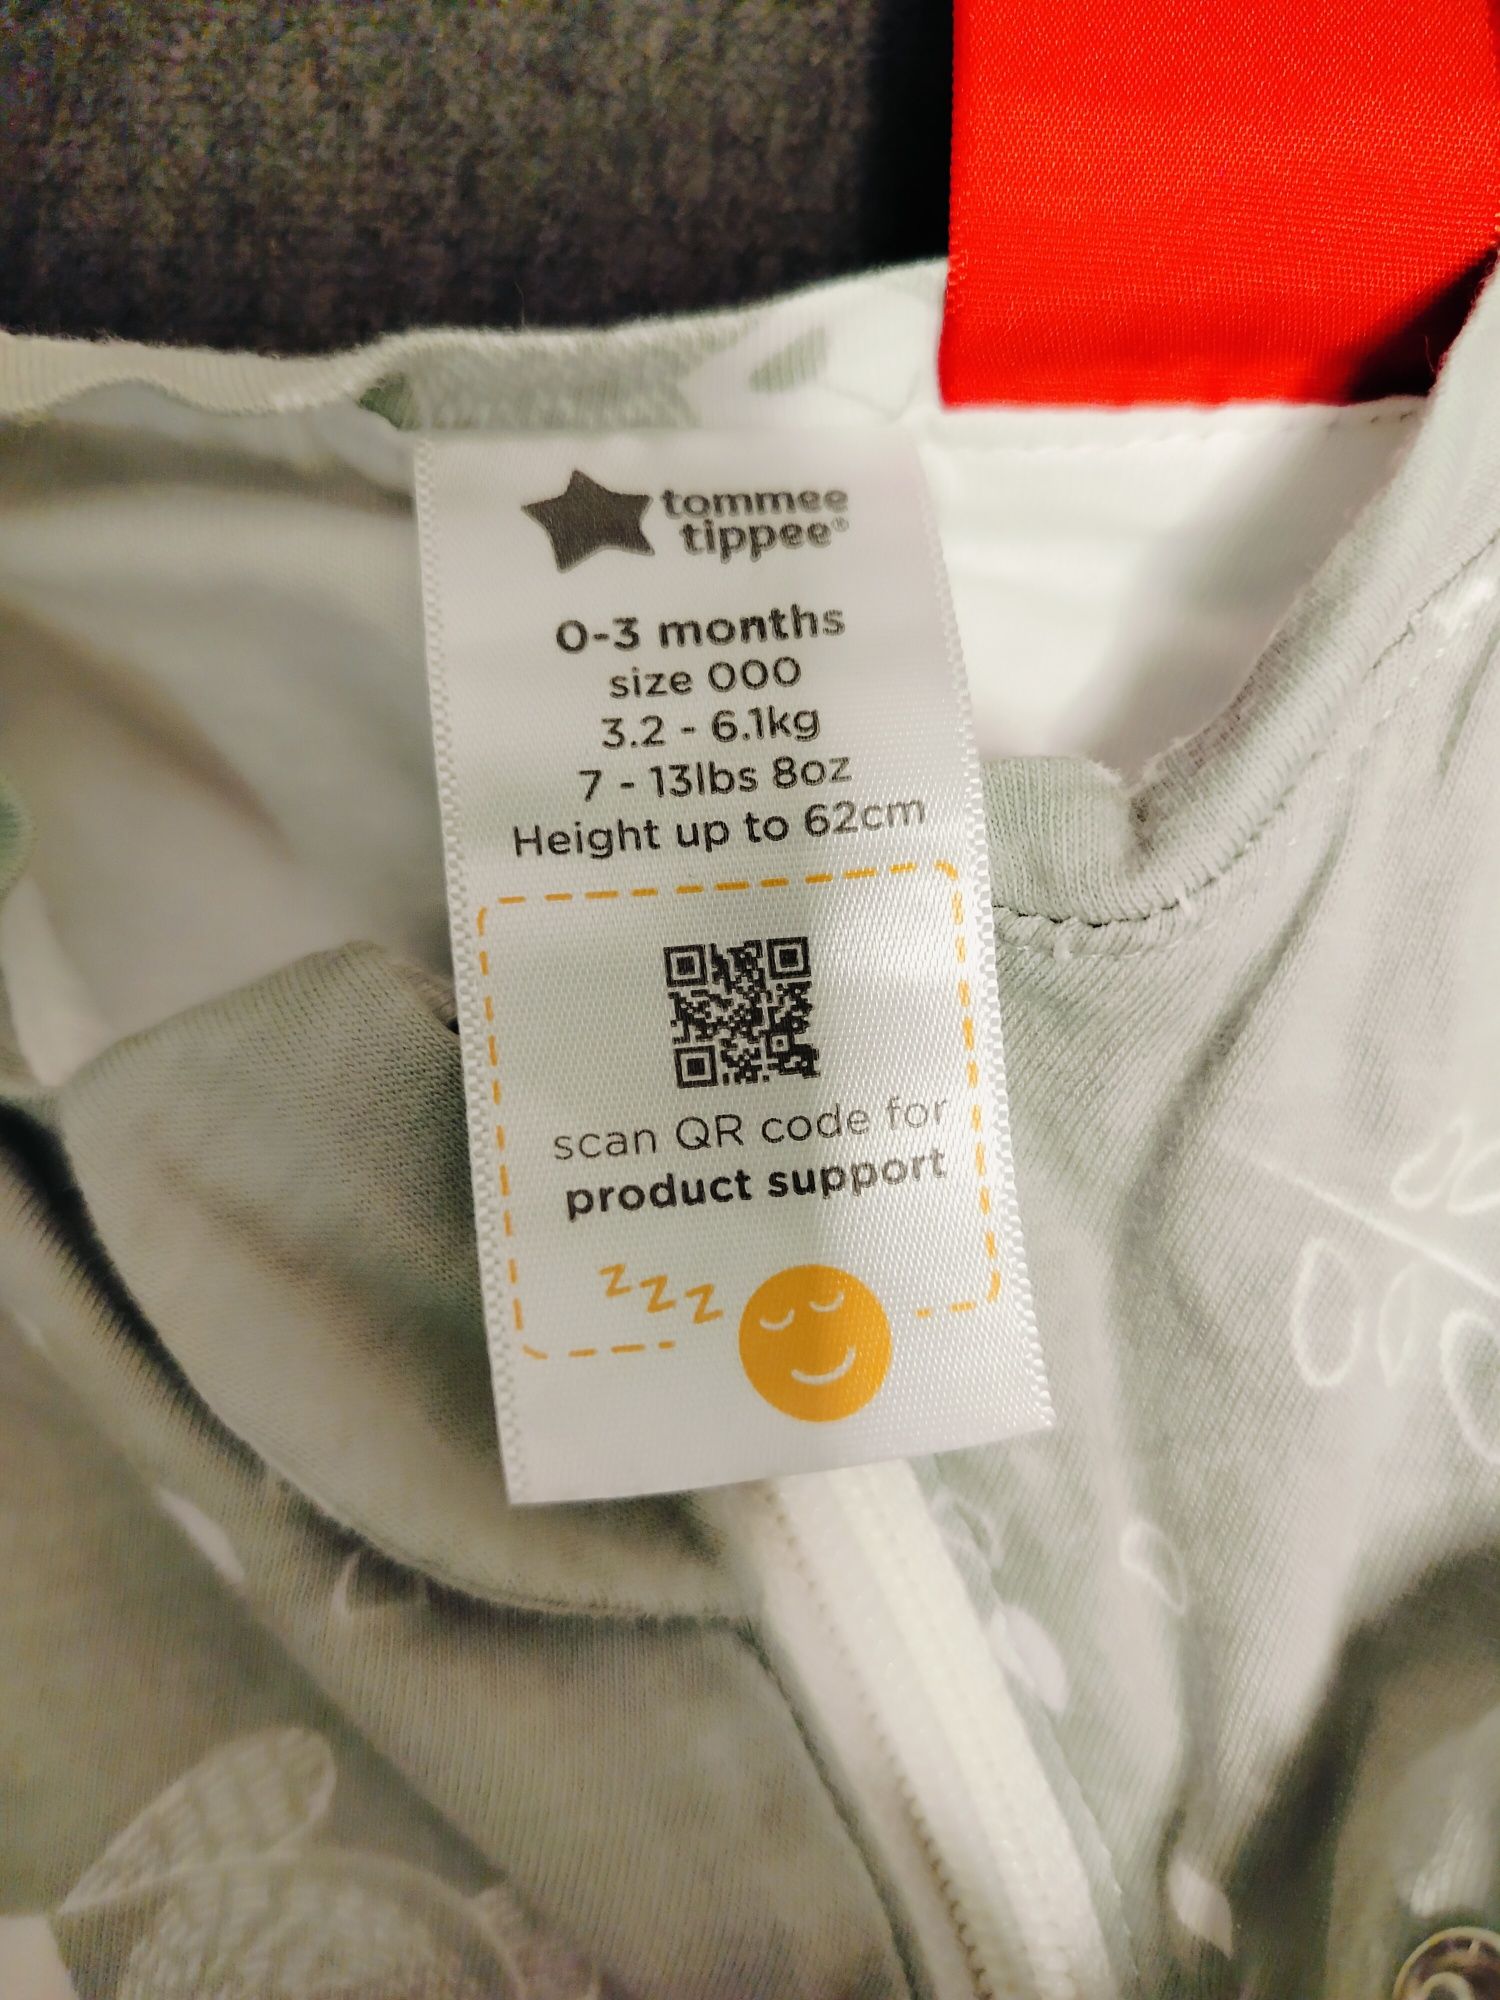 tommee
tippee®
0-3 months
size 000
3.2 - 6.1kg
7 - 13lbs 8oz
Height up to 62cm
scan QR code for
product support
z z z